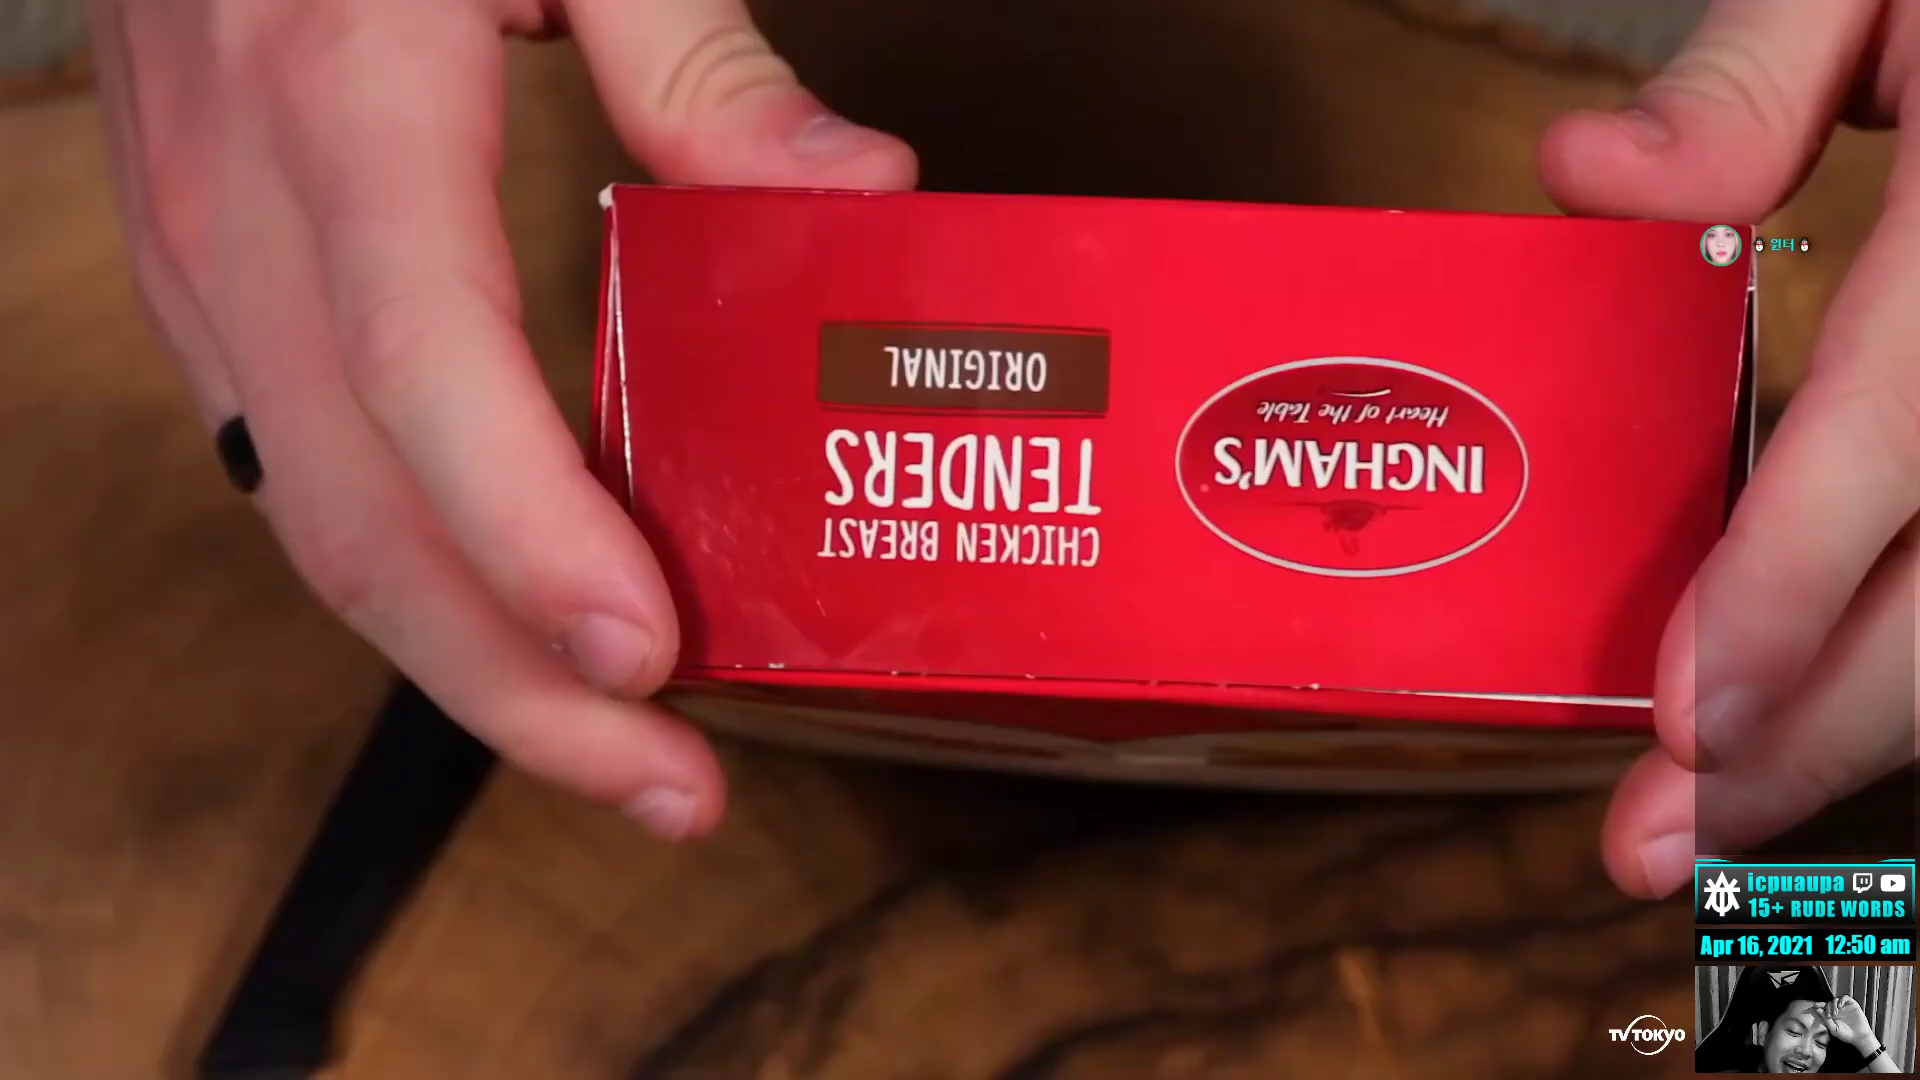 CHICKEN BREAST
TENDERS
ORIGINAL
INGHAM'S
Heart of the Table
윈터
icpuaupa
15+ RUDE WORDS
Apr 16, 2021 12:50 am
TV TOKYO